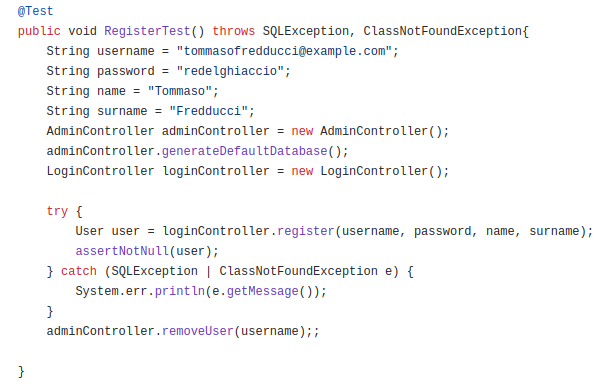 @Test
public void RegisterTest() throws SQLException, ClassNotFoundException{
    String username = "tommasofredducci@example.com";
    String password = "redelghiaccio";
    String name = "Tommaso";
    String surname = "Fredducci";
    AdminController adminController = new AdminController();
    adminController.generateDefaultDatabase();
    LoginController loginController = new LoginController();

    try {
        User user = loginController.register(username, password, name, surname);
        assertNotNull(user);
    } catch (SQLException | ClassNotFoundException e) {
        System.err.println(e.getMessage());
    }
    adminController.removeUser(username);;

}